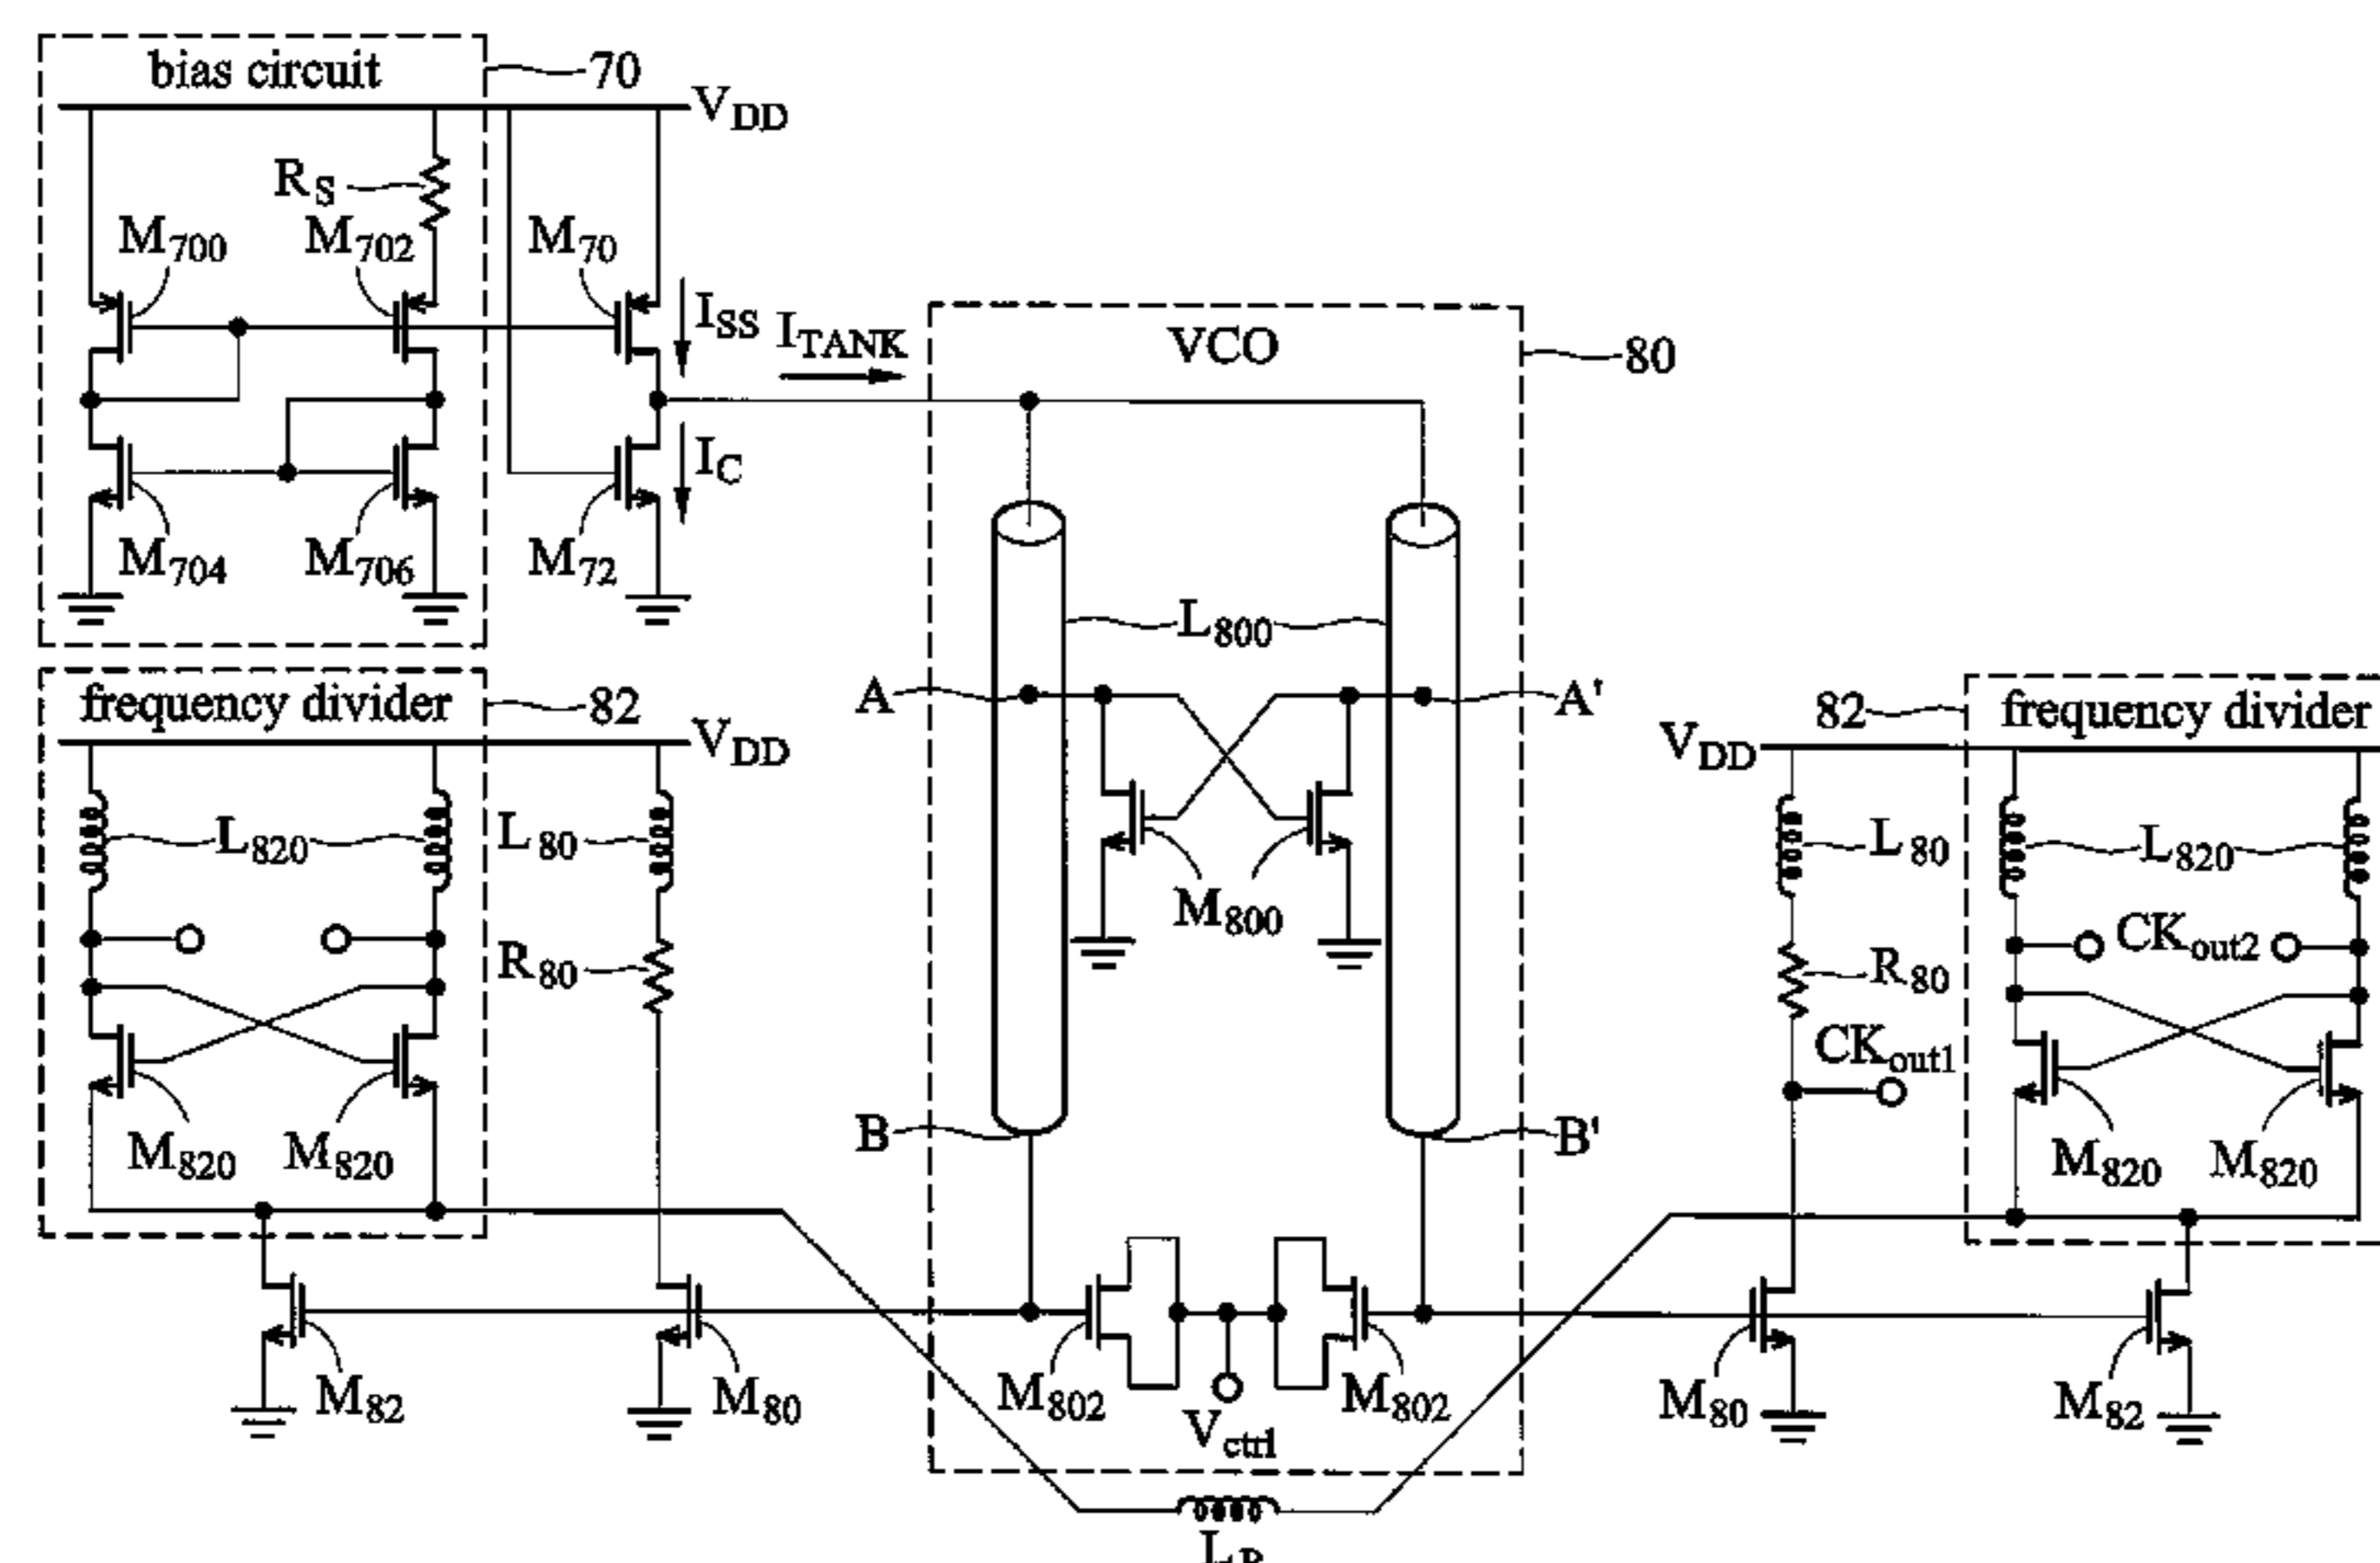 bias circuit
70
VDD
RS
M700
M702
M70
ISS
ITANK
VCO
80
IC
M704
M706
M72
L800
frequency divider
82
VDD
A
A'
82
frequency divider
VDD
L820
L80
L80
L820
M800
R80
R80
CKout2
CKout1
M820
M820
B
B'
M820
M820
M82
M80
M802
Vctrl
M802
M80
M82